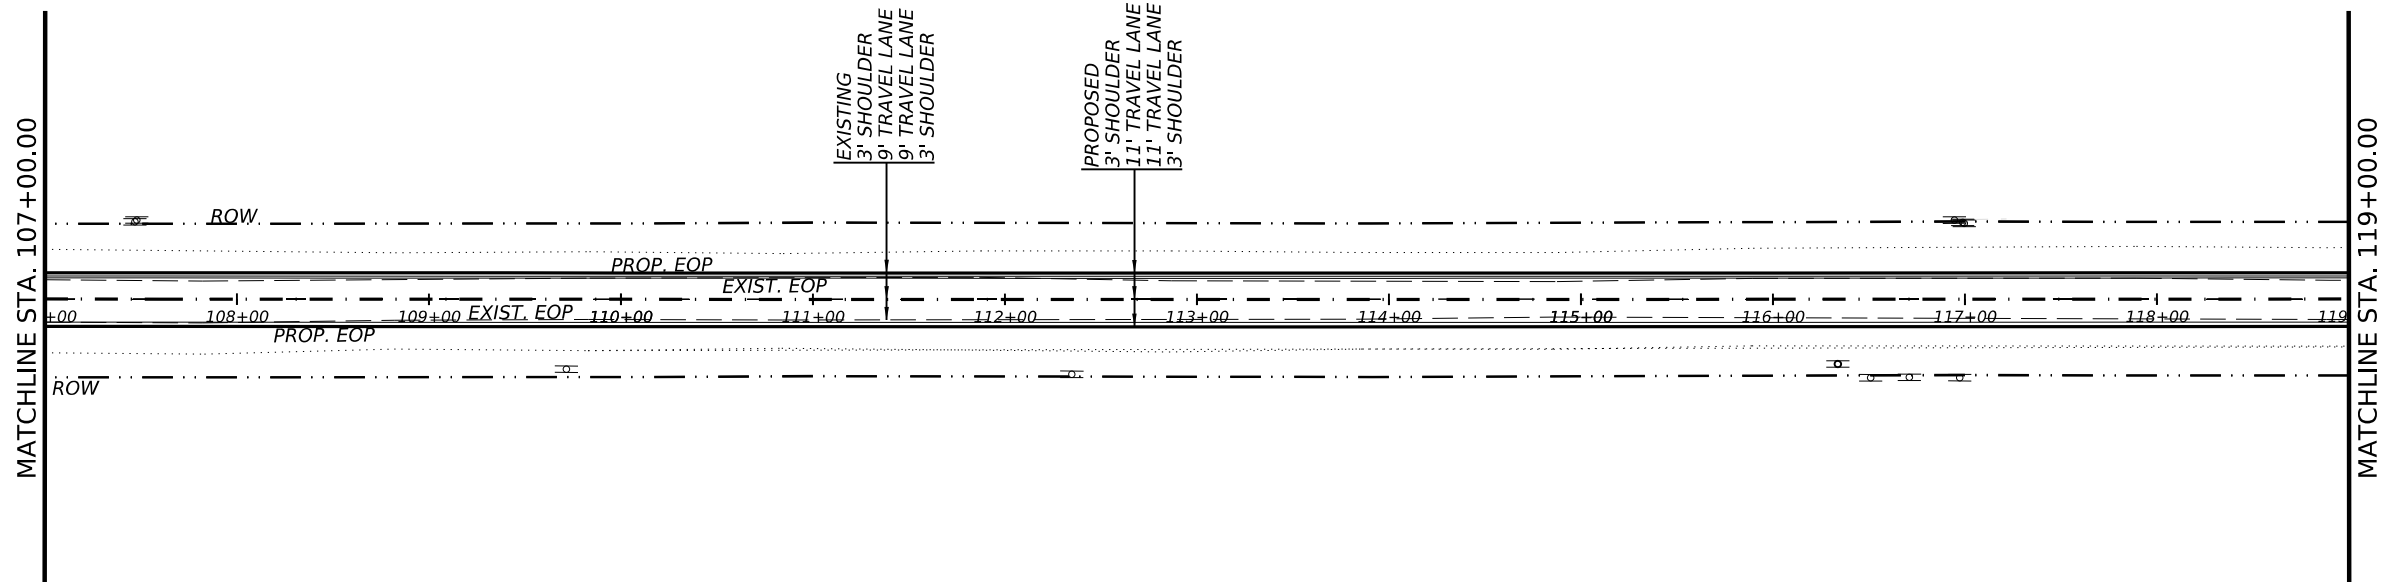 EXISTING
3' SHOULDER
9' TRAVEL LANE
9' TRAVEL LANE
3' SHOULDER
PROPOSED
3' SHOULDER
11' TRAVEL LANE
11' TRAVEL LANE
3' SHOULDER
MATCHLINE STA. 107+00.00
MATCHLINE STA. 119+00.00
ROW
PROP. EOP
EXIST. EOP
EXIST. EOP
+00
108+00
109+00
110+00
111+00
112+00
113+00
114+00
115+00
116+00
117+00
118+00
119
PROP. EOP
ROW